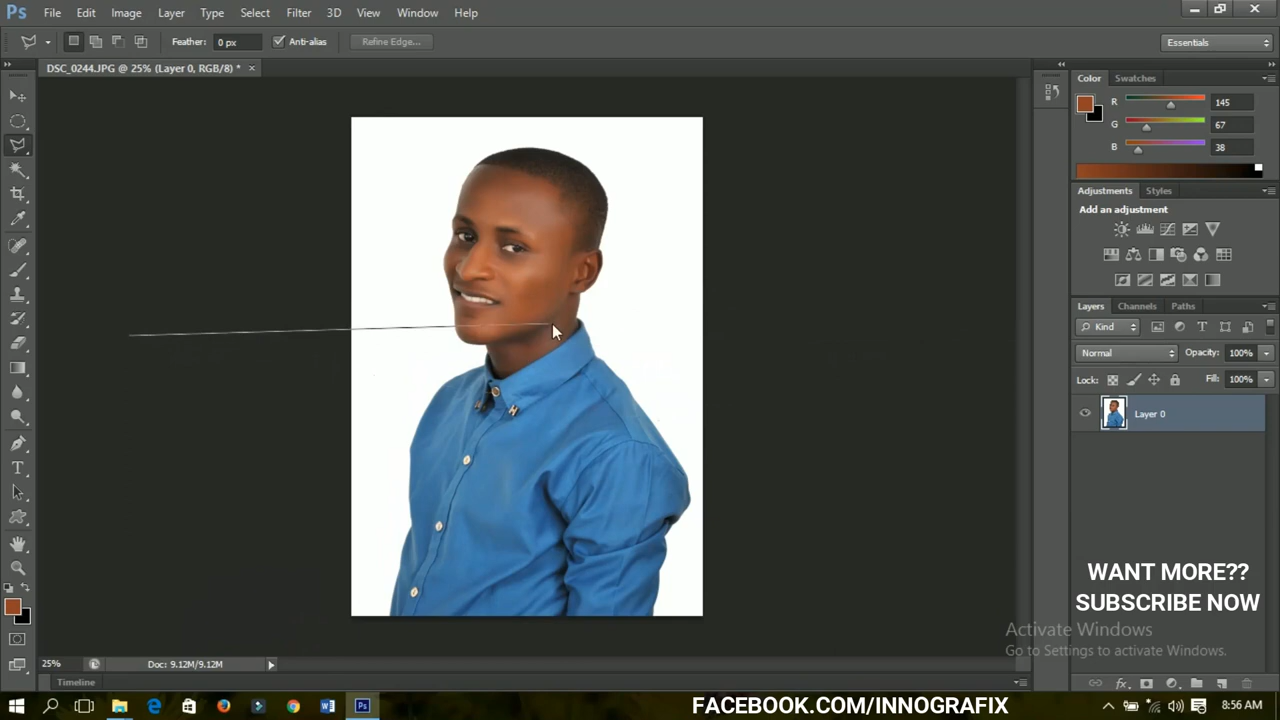 Ps File Edit Image Layer Type Select Filter 3D View Window Help
Feather: 0 px Anti-alias Refine Edge... Essentials
DSC_0244.JPG @ 25% (Layer 0, RGB/8) * ×
Color Swatches
R 145
G 67
B 38
Adjustments Styles
Add an adjustment
Layers Channels Paths
Kind
Normal Opacity: 100%
Lock: Fill: 100%
Layer 0
WANT MORE??
SUBSCRIBE NOW
Activate Windows
Go to Settings to activate Windows.
25% Doc: 9.12M/9.12M
Timeline
FACEBOOK.COM/INNOGRAFIX
8:56 AM